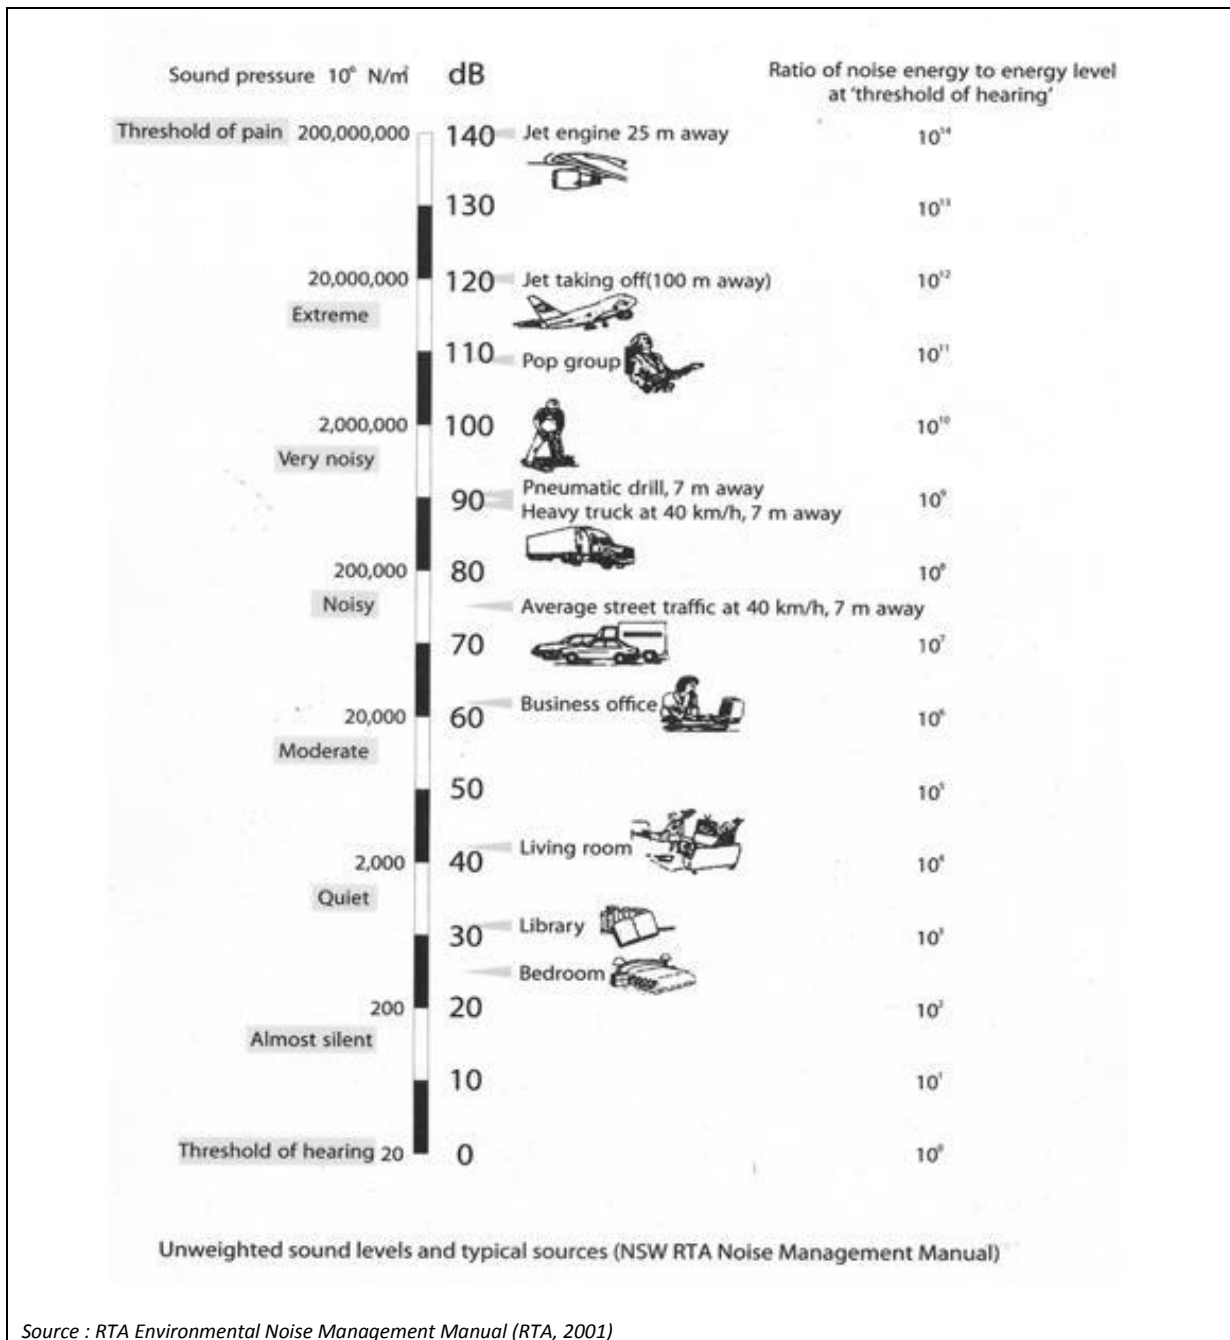 Sound pressure 10⁶ N/m² dB Ratio of noise energy to energy level
at 'threshold of hearing'
Threshold of pain 200,000,000 140 Jet engine 25 m away 10¹⁴
130 10¹³
20,000,000 120 Jet taking off(100 m away) 10¹²
Extreme
110 Pop group 10¹¹
2,000,000 100 10¹⁰
Very noisy
Pneumatic drill, 7 m away
90 10⁹
Heavy truck at 40 km/h, 7 m away
200,000 80 10⁸
Noisy Average street traffic at 40 km/h, 7 m away
70 10⁷
Business office
20,000 60 10⁶
Moderate
50 10⁵
Living room
2,000 40 10⁴
Quiet
Library
30 10³
Bedroom
200 20 10²
Almost silent
10 10¹
Threshold of hearing 20 0 10⁰
Unweighted sound levels and typical sources (NSW RTA Noise Management Manual)
Source : RTA Environmental Noise Management Manual (RTA, 2001)